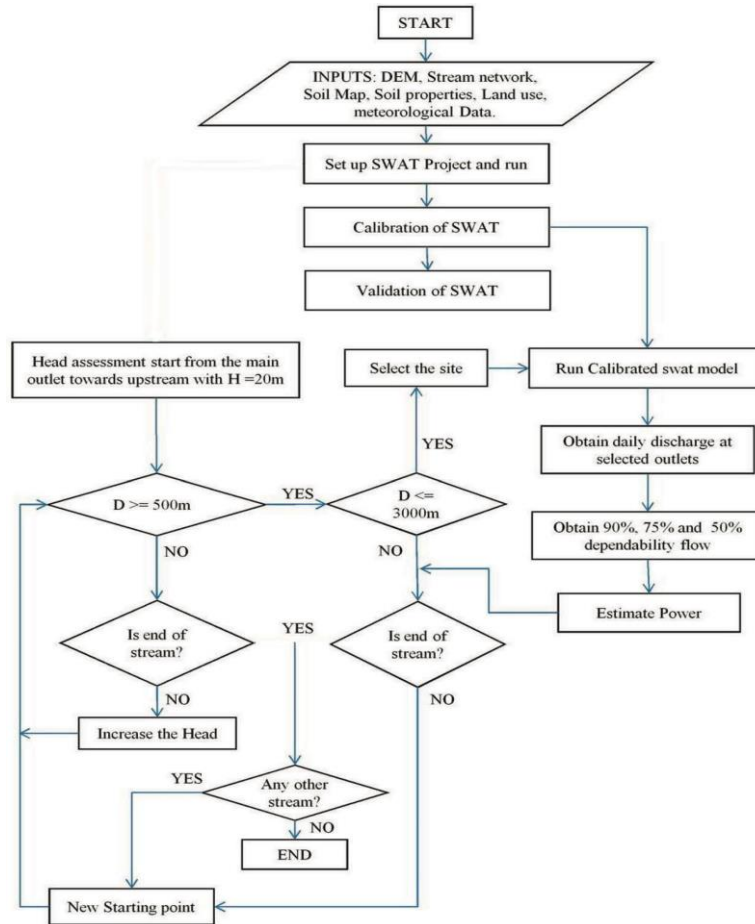 START
INPUTS: DEM, Stream network,
Soil Map, Soil properties, Land use,
meteorological Data.
Set up SWAT Project and run
Calibration of SWAT
Validation of SWAT
Head assessment start from the main
outlet towards upstream with H =20m
Select the site
Run Calibrated swat model
YES
Obtain daily discharge at
selected outlets
D >= 500m
YES
D <=
3000m
NO
NO
Obtain 90%, 75% and 50%
dependability flow
Estimate Power
Is end of
stream?
YES
Is end of
stream?
NO
NO
Increase the Head
YES
Any other
stream?
NO
END
New Starting point